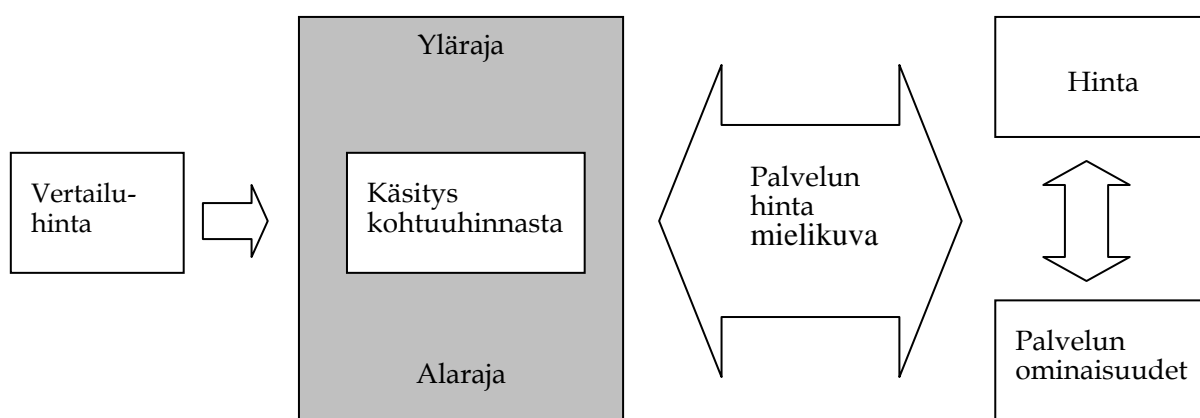 Vertailu-
hinta
Yläraja
Käsitys
kohtuuhinnasta
Alaraja
Palvelun
hinta
mielikuva
Hinta
Palvelun
ominaisuudet